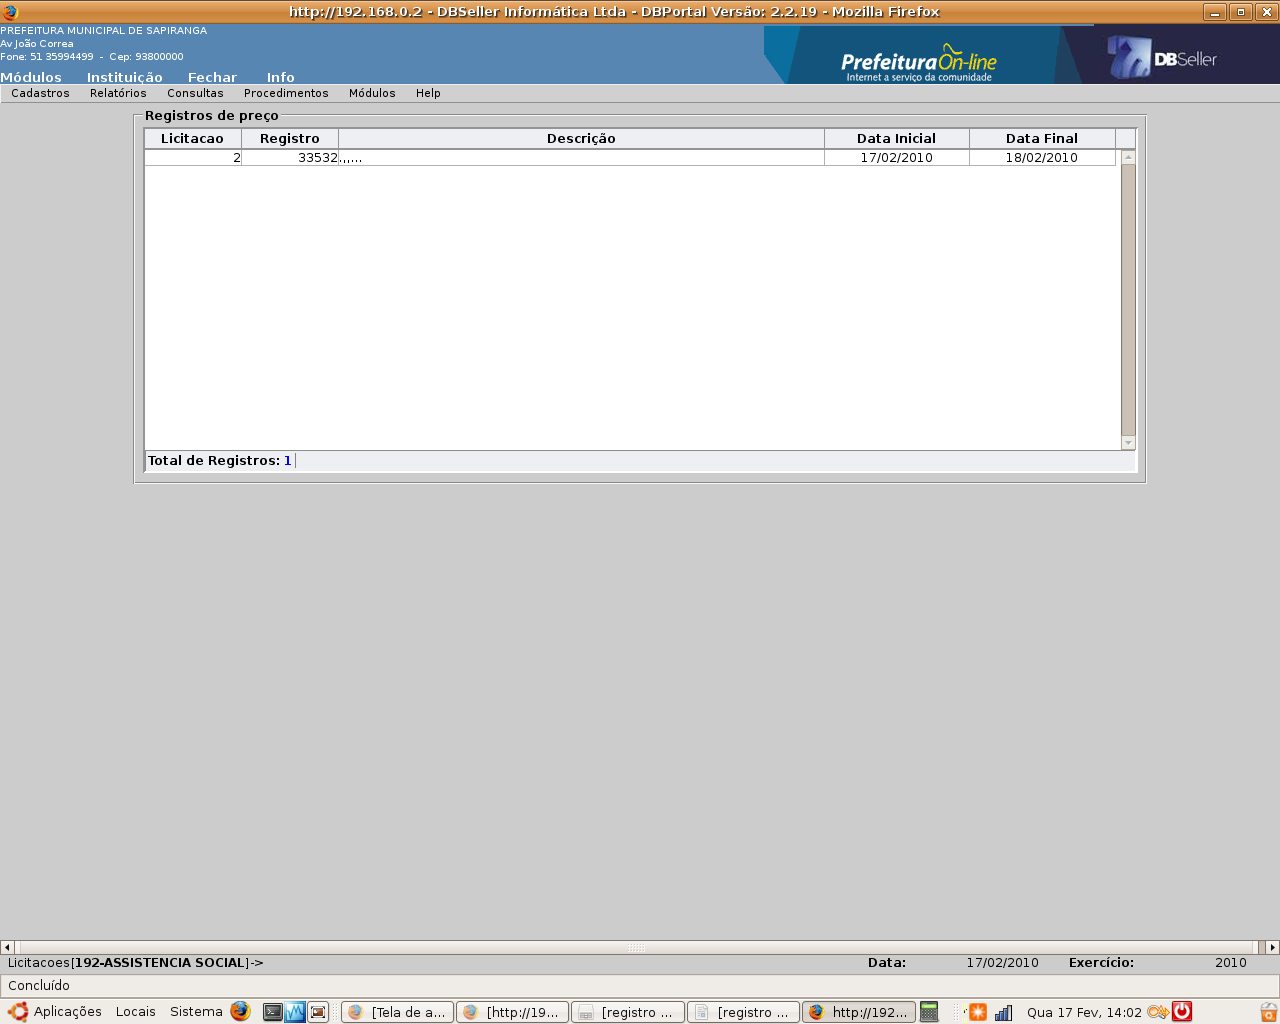 http://192.168.0.2 - DBSeller Informática Ltda - DBPortal Versão: 2.2.19 - Mozilla Firefox
PREFEITURA MUNICIPAL DE SAPIRANGA
Av João Correa
Fone: 51 35994499 - Cep: 93800000
Módulos Instituição Fechar Info
PrefeituraOn-line
Internet a serviço da comunidade
DBSeller
Cadastros Relatórios Consultas Procedimentos Módulos Help
Registros de preço
Licitacao Registro Descrição Data Inicial Data Final
2 33532 .,,... 17/02/2010 18/02/2010
Total de Registros: 1
Licitacoes[192-ASSISTENCIA SOCIAL]-> Data: 17/02/2010 Exercício: 2010
Concluído
Aplicações Locais Sistema [Tela de a... [http://19... [registro ... [registro ... http://192... Qua 17 Fev, 14:02